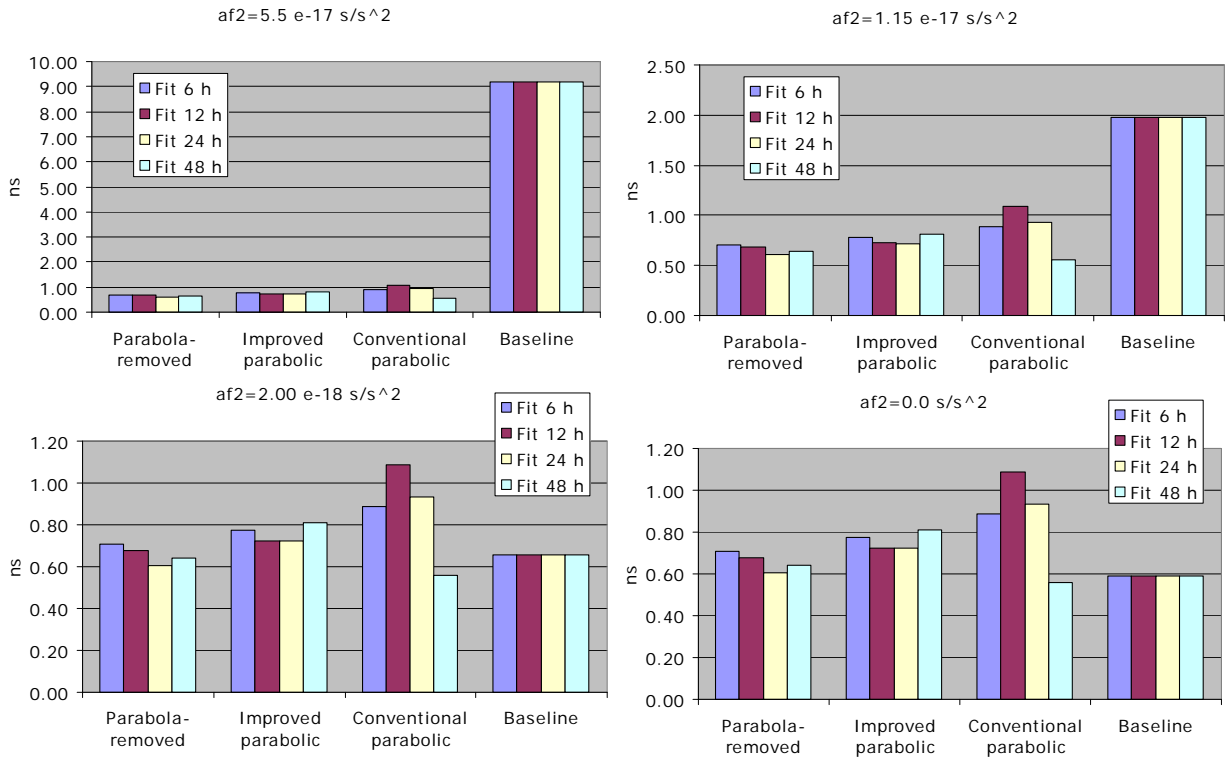 af2=5.5 e-17 s/s^2
10.00
9.00
8.00
7.00
6.00
5.00
4.00
3.00
2.00
1.00
0.00
ns
Fit 6 h
Fit 12 h
Fit 24 h
Fit 48 h
Parabola-
removed
Improved
parabolic
Conventional
parabolic
Baseline
af2=1.15 e-17 s/s^2
2.50
2.00
1.50
1.00
0.50
0.00
ns
Fit 6 h
Fit 12 h
Fit 24 h
Fit 48 h
Parabola-
removed
Improved
parabolic
Conventional
parabolic
Baseline
af2=2.00 e-18 s/s^2
1.20
1.00
0.80
0.60
0.40
0.20
0.00
ns
Fit 6 h
Fit 12 h
Fit 24 h
Fit 48 h
Parabola-
removed
Improved
parabolic
Conventional
parabolic
Baseline
af2=0.0 s/s^2
1.20
1.00
0.80
0.60
0.40
0.20
0.00
ns
Fit 6 h
Fit 12 h
Fit 24 h
Fit 48 h
Parabola-
removed
Improved
parabolic
Conventional
parabolic
Baseline